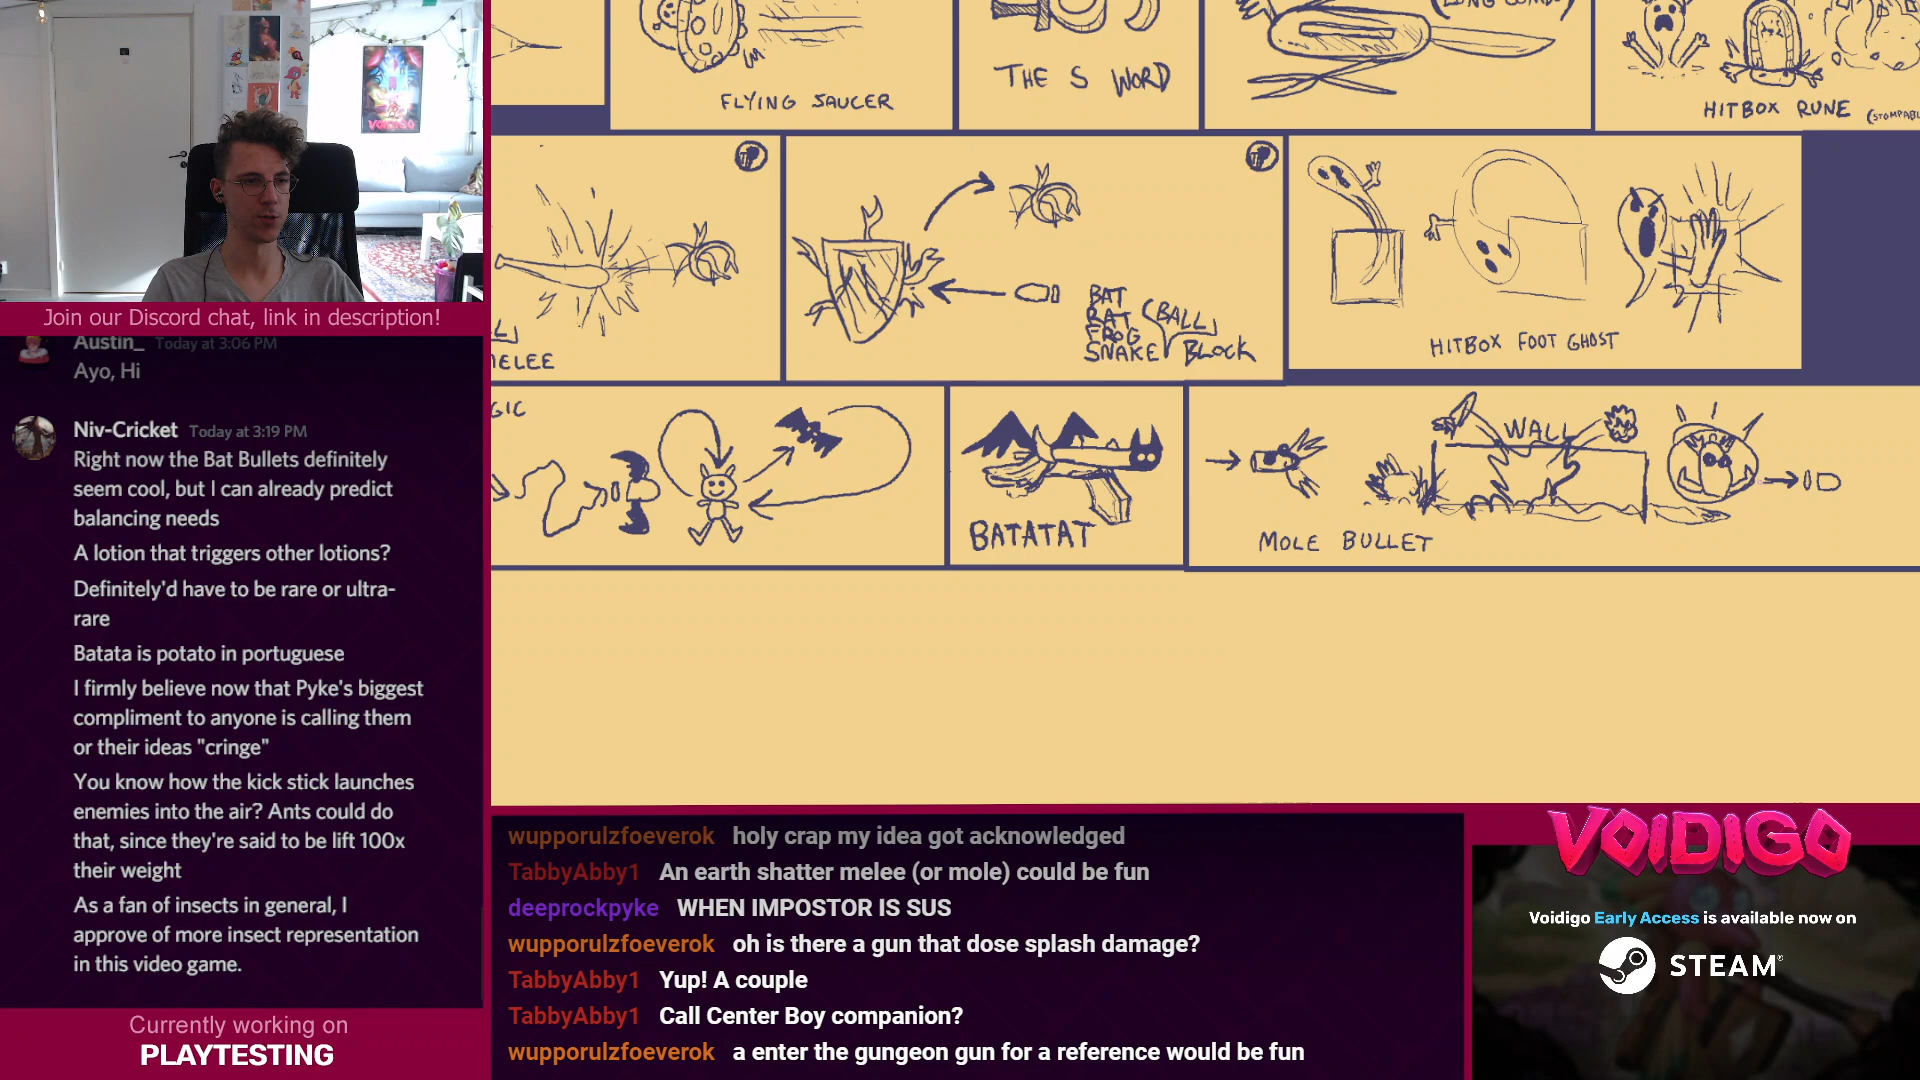 FLYING SAUCER
THE S WORD
HITBOX RUNE
MELEE
BAT
RAT
FROG
SNAKE
(BALL)
BLOCK
HITBOX FOOT GHOST
GIC
BATATAT
WALL
MOLE BULLET
VOIDIGO
Join our Discord chat, link in description!
Austin_ Today at 3:06 PM
Ayo, Hi
Niv-Cricket Today at 3:19 PM
Right now the Bat Bullets definitely
seem cool, but I can already predict
balancing needs
A lotion that triggers other lotions?
Definitely'd have to be rare or ultra-
rare
Batata is potato in portuguese
I firmly believe now that Pyke's biggest
compliment to anyone is calling them
or their ideas "cringe"
You know how the kick stick launches
enemies into the air? Ants could do
that, since they're said to be lift 100x
their weight
As a fan of insects in general, I
approve of more insect representation
in this video game.
Currently working on
PLAYTESTING
wupporulzfoeverok holy crap my idea got acknowledged
TabbyAbby1 An earth shatter melee (or mole) could be fun
deeprockpyke WHEN IMPOSTOR IS SUS
wupporulzfoeverok oh is there a gun that dose splash damage?
TabbyAbby1 Yup! A couple
TabbyAbby1 Call Center Boy companion?
wupporulzfoeverok a enter the gungeon gun for a reference would be fun
VOIDIGO
Voidigo Early Access is available now on
STEAM